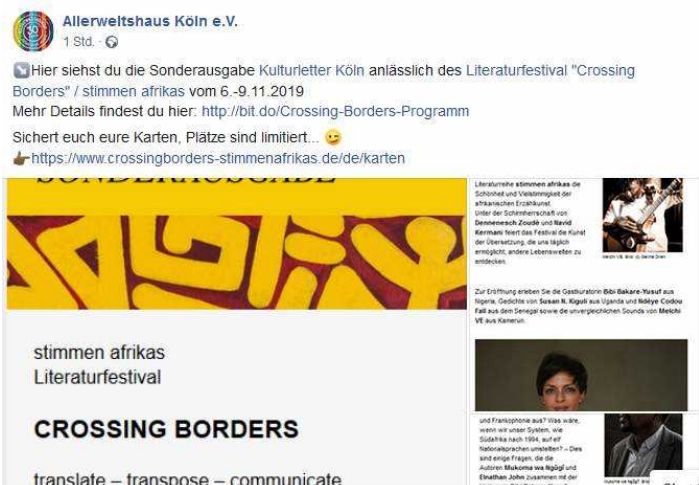 Allerweltshaus Köln e.V.
1 Std. ·
Hier siehst du die Sonderausgabe Kulturletter Köln anlässlich des Literaturfestival "Crossing
Borders" / stimmen afrikas vom 6.-9.11.2019
Mehr Details findest du hier: http://bit.do/Crossing-Borders-Programm
Sichert euch eure Karten, Plätze sind limitiert...
https://www.crossingborders-stimmenafrikas.de/de/karten
SONDERAUSGABE
stimmen afrikas
Literaturfestival
CROSSING BORDERS
translate – transpose – communicate
Literaturreihe stimmen afrikas die
Schönheit und Vielstimmigkeit der
afrikanischen Erzählkunst.
Unter der Schirmherrschaft von
Dennenesch Zoudé und Navid
Kermani feiert das Festival die Kunst
der Übersetzung, die uns täglich
ermöglicht, andere Lebenswelten zu
entdecken.
Zur Eröffnung erleben Sie die Gastkuratorin Bibi Bakare-Yusuf aus
Nigeria, Gedichte von Susan N. Kiguli aus Uganda und Ndèye Codou
Fall aus dem Senegal sowie die unvergleichlichen Sounds von Melchi
VE aus Kamerun.
und Frankophonie aus? Was wäre,
wenn wir unser System, wie
Südafrika nach 1994, auf elf
Nationalsprachen umstellten? – Dies
sind einige Fragen, die die
Autoren Mukoma wa Ngũgĩ und
Elnathan John zusammen mit der